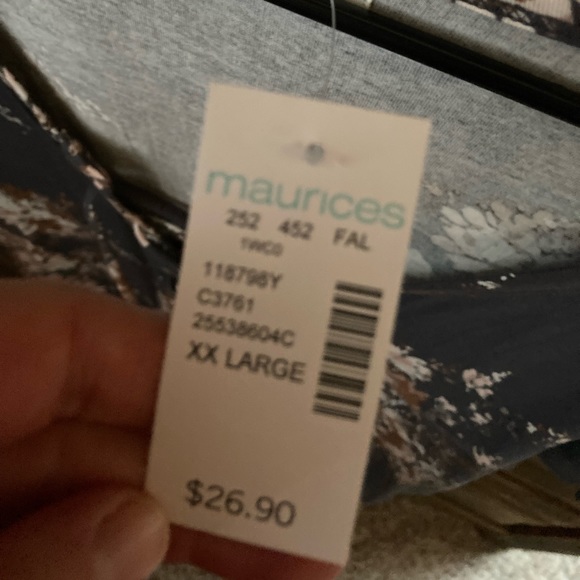 maurices
252 452 FAL
1WC0
118798Y
C3761
25538604C
XX LARGE
$26.90